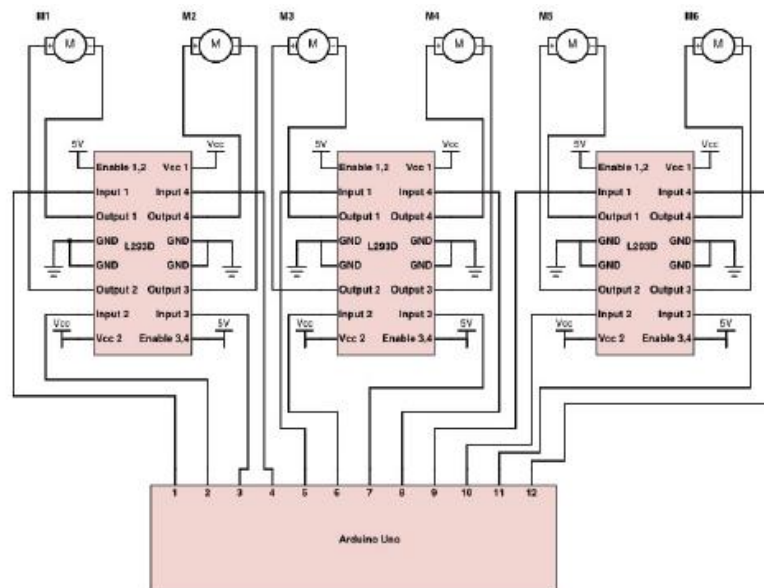 M1 M2 M3 M4 M5 M6
+ M - + M - + M - + M - + M - + M -
5V Vcc 5V Vcc 5V Vcc
Enable 1,2 Vcc 1 Enable 1,2 Vcc 1 Enable 1,2 Vcc 1
Input 1 Input 4 Input 1 Input 4 Input 1 Input 4
Output 1 Output 4 Output 1 Output 4 Output 1 Output 4
GND GND GND GND GND GND
L293D L293D L293D
GND GND GND GND GND GND
Output 2 Output 3 Output 2 Output 3 Output 2 Output 3
Input 2 Input 3 Input 2 Input 3 Input 2 Input 3
Vcc 5V Vcc 5V Vcc 5V
Vcc 2 Enable 3,4 Vcc 2 Enable 3,4 Vcc 2 Enable 3,4
1 2 3 4 5 6 7 8 9 10 11 12
Arduino Uno